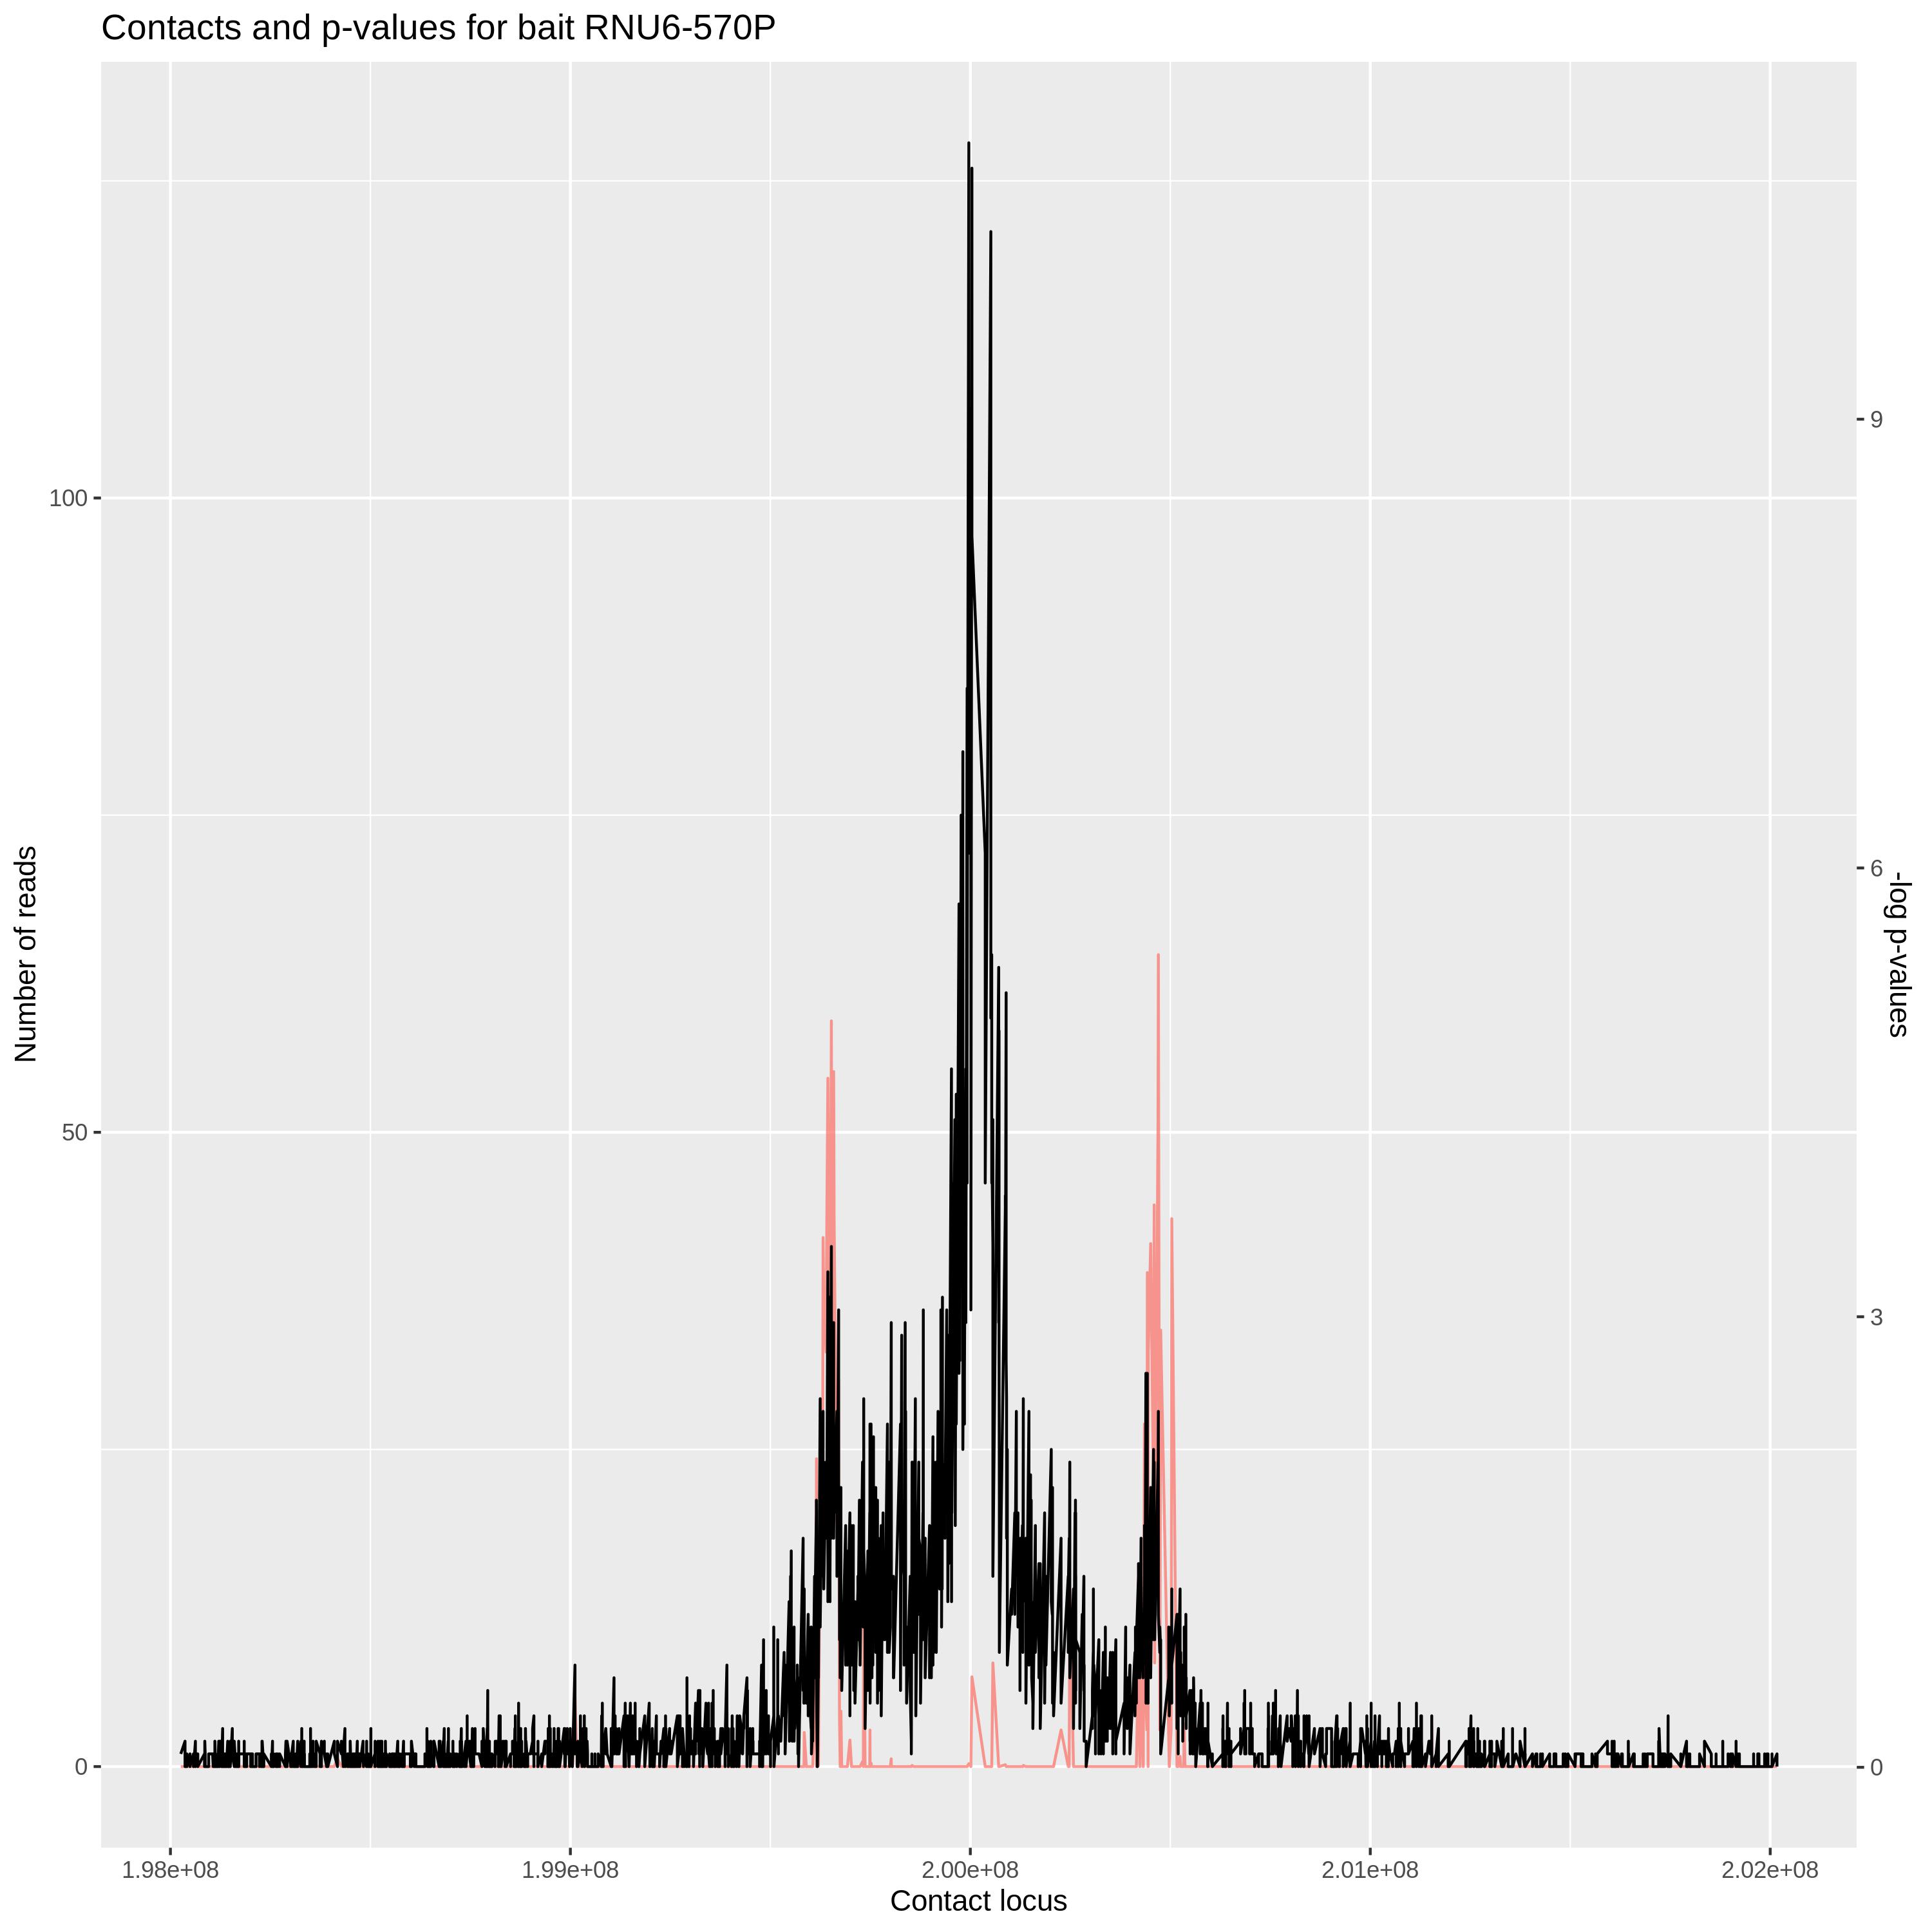 Contacts and p-values for bait RNU6-570P
Number of reads
100
50
0
9
6
3
0
-log p-values
1.98e+08
1.99e+08
2.00e+08
2.01e+08
2.02e+08
Contact locus